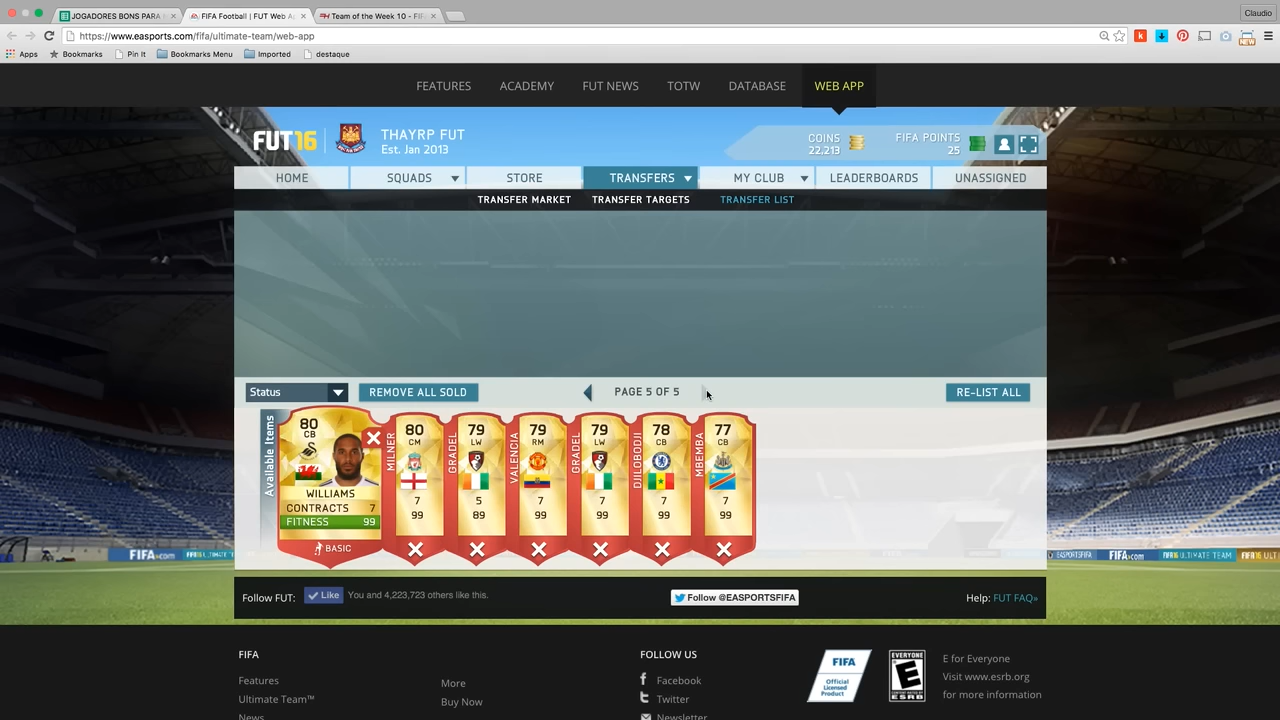 JOGADORES BONS PARA
FIFA Football | FUT Web A
Team of the Week 10 - FIF
Claudio
https://www.easports.com/fifa/ultimate-team/web-app
Apps
Bookmarks
Pin It
Bookmarks Menu
Imported
destaque
NEW
FEATURES
ACADEMY
FUT NEWS
TOTW
DATABASE
WEB APP
FUT16
THAYRP FUT
Est. Jan 2013
COINS
22,213
FIFA POINTS
25
HOME
SQUADS
STORE
TRANSFERS
MY CLUB
LEADERBOARDS
UNASSIGNED
TRANSFER MARKET
TRANSFER TARGETS
TRANSFER LIST
Status
REMOVE ALL SOLD
PAGE 5 OF 5
RE-LIST ALL
Available Items
80
CB
WILLIAMS
CONTRACTS 7
FITNESS 99
BASIC
MILNER
80
CM
7
99
GRADEL
79
LW
5
89
VALENCIA
79
RM
7
99
GRADEL
79
LW
7
99
DJILOBODJI
78
CB
7
99
MBEMBA
77
CB
7
99
Follow FUT:
Like
You and 4,223,723 others like this.
Follow @EASPORTSFIFA
Help: FUT FAQ»
FIFA
Features
Ultimate Team™
News
More
Buy Now
FOLLOW US
Facebook
Twitter
Newsletter
FIFA
Official
Licensed
Product
EVERYONE
E
CONTENT RATED BY
ESRB
E for Everyone
Visit www.esrb.org
for more information